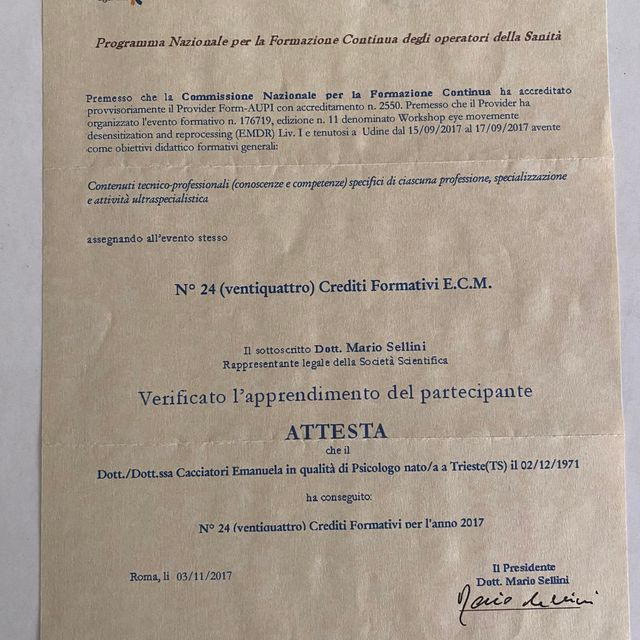 Programma Nazionale per la Formazione Continua degli operatori della Sanità
Premesso che la Commissione Nazionale per la Formazione Continua ha accreditato
provvisoriamente il Provider Form-AUPI con accreditamento n. 2550. Premesso che il Provider ha
organizzato l'evento formativo n. 176719, edizione n. 11 denominato Workshop eye movement
desensitization and reprocessing (EMDR) Liv. I e tenutosi a Udine dal 15/09/2017 al 17/09/2017 avente
come obiettivi didattico formativi generali:
Contenuti tecnico-professionali (conoscenze e competenze) specifici di ciascuna professione, specializzazione
e attività ultraspecialistica
assegnando all'evento stesso
N° 24 (ventiquattro) Crediti Formativi E.C.M.
Il sottoscritto Dott. Mario Sellini
Rappresentante legale della Società Scientifica
Verificato l'apprendimento del partecipante
ATTESTA
che il
Dott./Dott.ssa Cacciatori Emanuela in qualità di Psicologo nato/a a Trieste(TS) il 02/12/1971
ha conseguito:
N° 24 (ventiquattro) Crediti Formativi per l'anno 2017
Roma, li 03/11/2017
Il Presidente
Dott. Mario Sellini
Mario Sellini